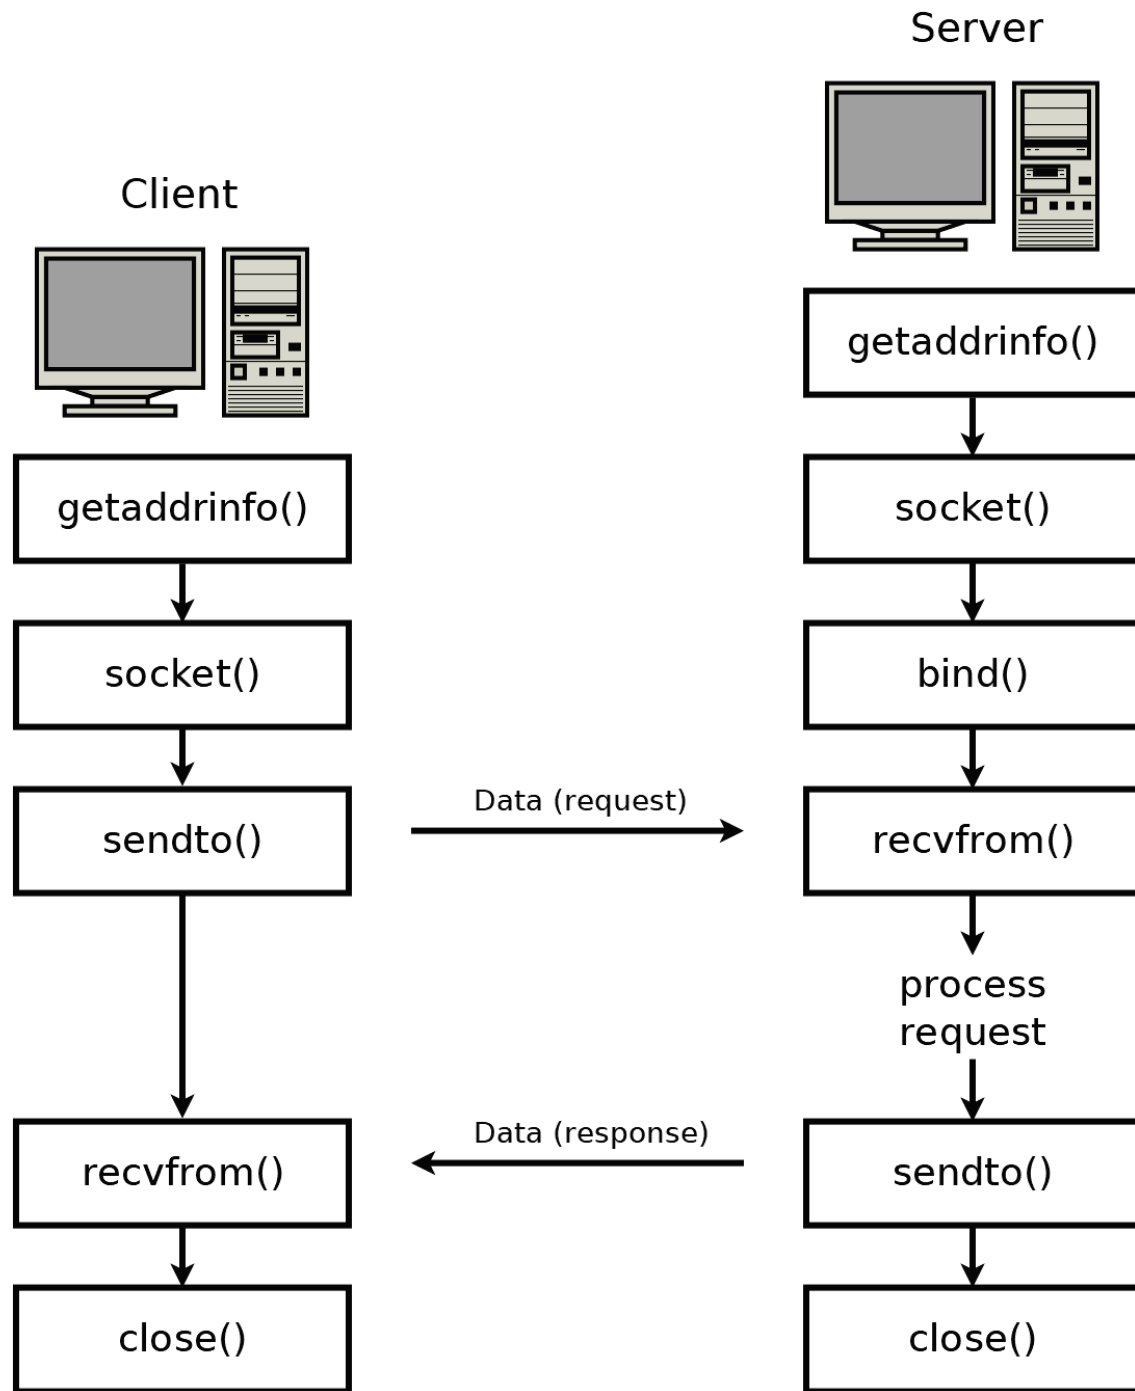 Server
Client
getaddrinfo()
getaddrinfo()
socket()
socket()
bind()
sendto()
Data (request)
recvfrom()
process
request
recvfrom()
Data (response)
sendto()
close()
close()